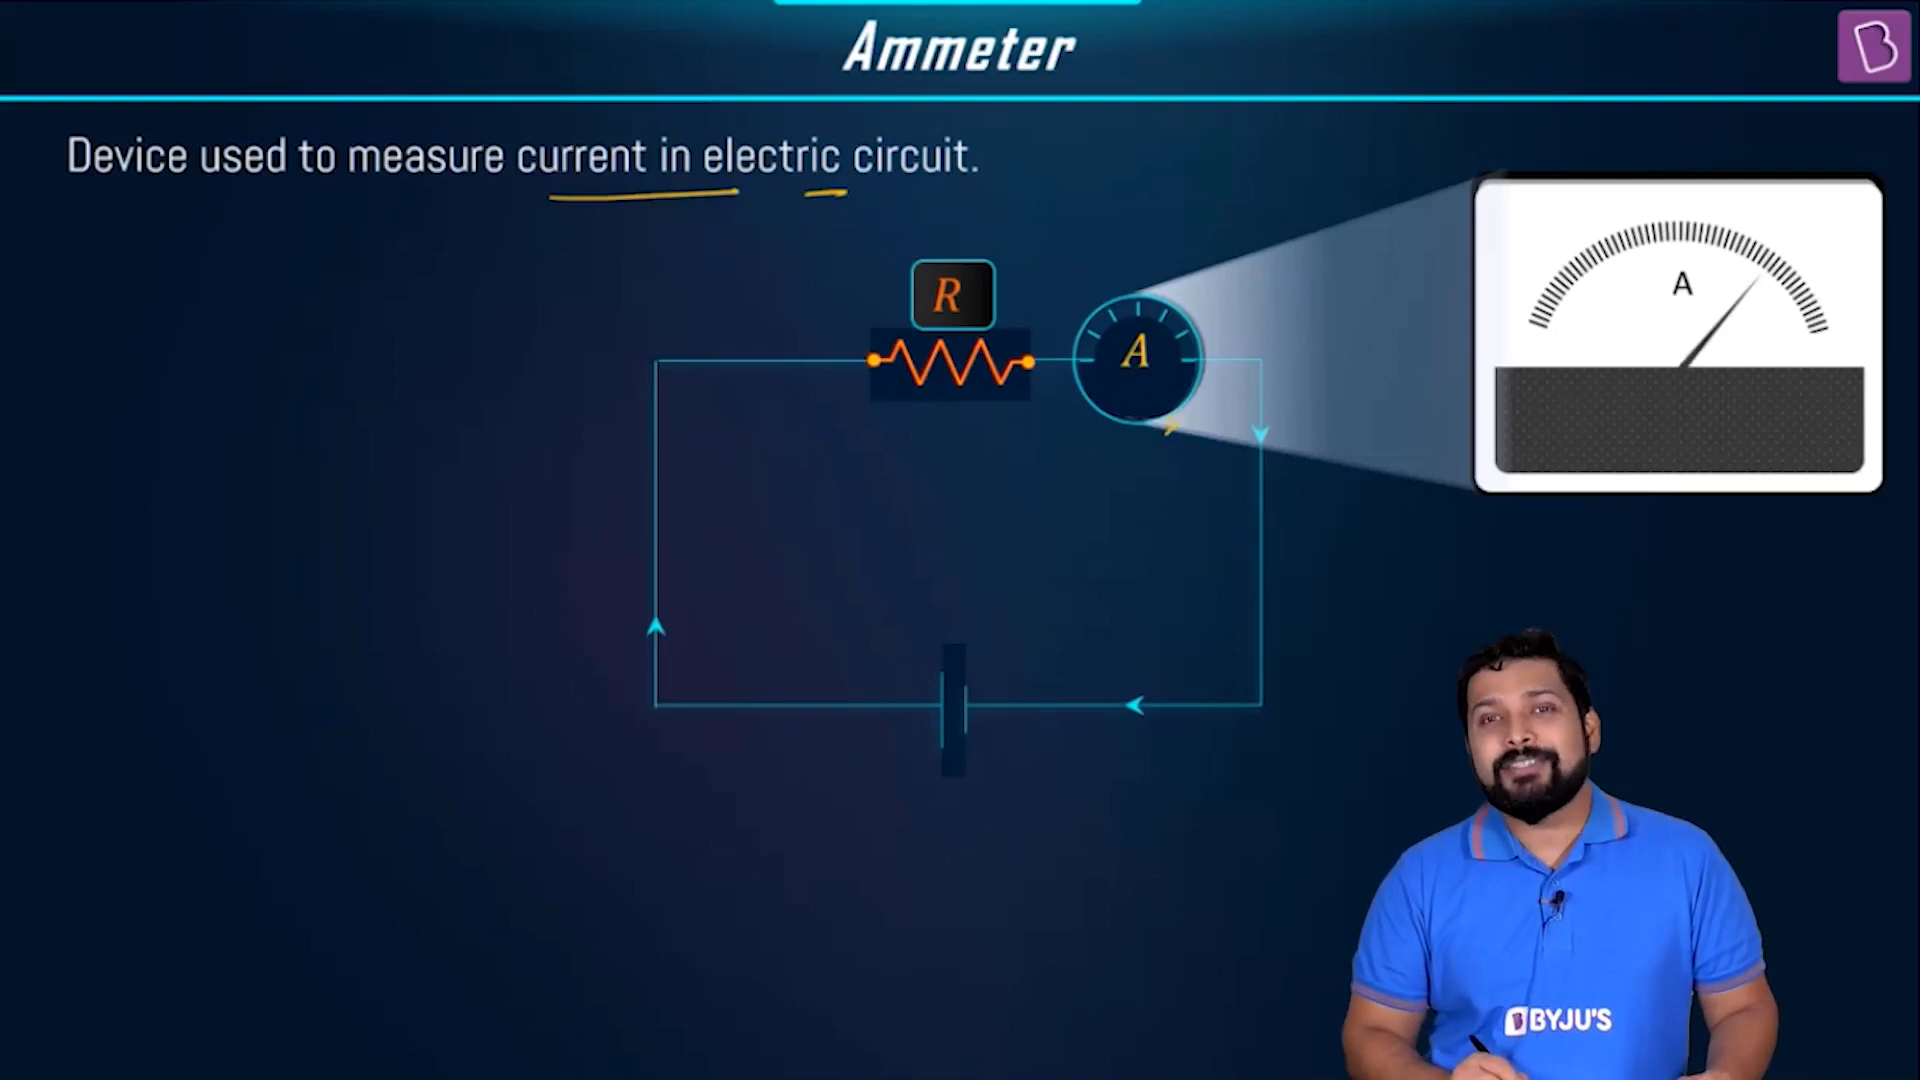 Ammeter
B
Device used to measure current in electric circuit.
R
A
A
BYJU'S